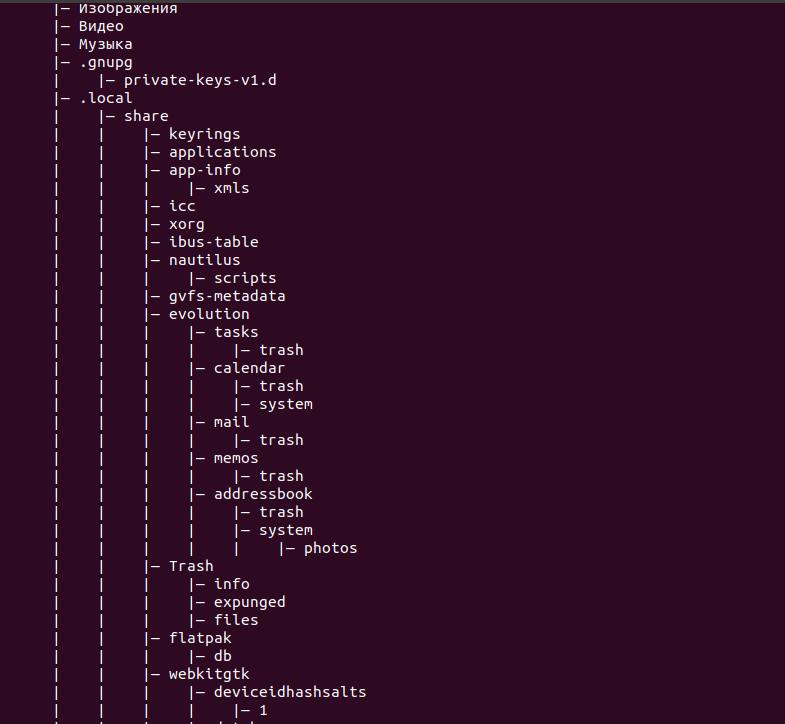 |— Изображения
|— Видео
|— Музыка
|— .gnupg
|    |— private-keys-v1.d
|— .local
|    |— share
|    |    |— keyrings
|    |    |— applications
|    |    |— app-info
|    |    |    |— xmls
|    |    |— icc
|    |    |— xorg
|    |    |— ibus-table
|    |    |— nautilus
|    |    |    |— scripts
|    |    |— gvfs-metadata
|    |    |— evolution
|    |    |    |— tasks
|    |    |    |    |— trash
|    |    |    |— calendar
|    |    |    |    |— trash
|    |    |    |    |— system
|    |    |    |— mail
|    |    |    |    |— trash
|    |    |    |— memos
|    |    |    |    |— trash
|    |    |    |— addressbook
|    |    |    |    |— trash
|    |    |    |    |— system
|    |    |    |    |    |— photos
|    |    |— Trash
|    |    |    |— info
|    |    |    |— expunged
|    |    |    |— files
|    |    |— flatpak
|    |    |    |— db
|    |    |— webkitgtk
|    |    |    |— deviceidhashsalts
|    |    |    |    |— 1